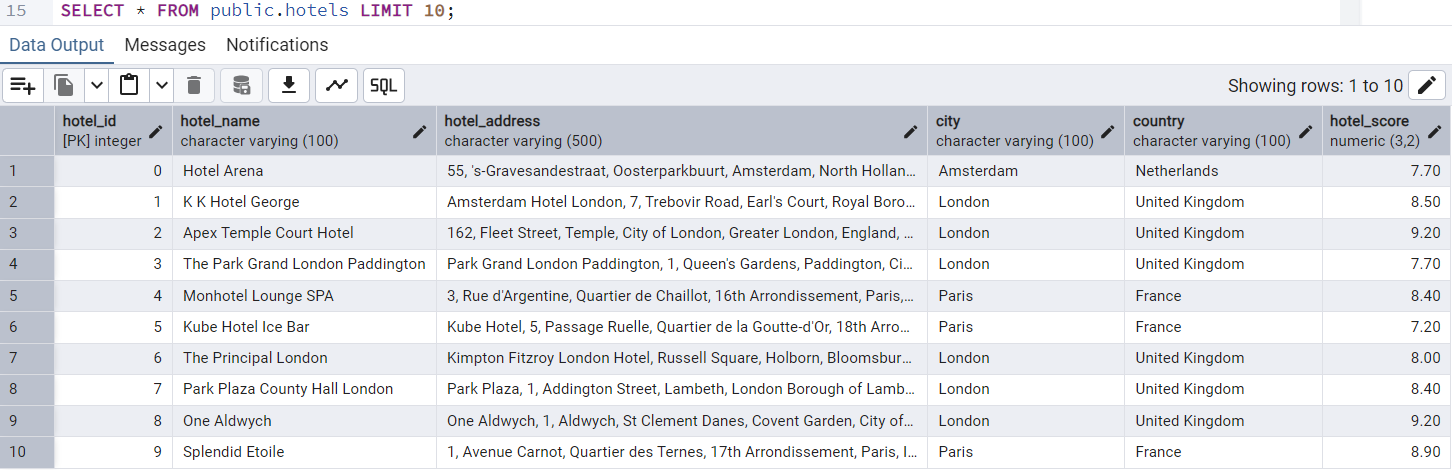 15 SELECT * FROM public.hotels LIMIT 10;
Data Output Messages Notifications
SQL Showing rows: 1 to 10
hotel_id hotel_name hotel_address city country hotel_score
[PK] integer character varying (100) character varying (500) character varying (100) character varying (100) numeric (3,2)
1 0 Hotel Arena 55, 's-Gravesandestraat, Oosterparkbuurt, Amsterdam, North Hollan... Amsterdam Netherlands 7.70
2 1 K K Hotel George Amsterdam Hotel London, 7, Trebovir Road, Earl's Court, Royal Boro... London United Kingdom 8.50
3 2 Apex Temple Court Hotel 162, Fleet Street, Temple, City of London, Greater London, England, ... London United Kingdom 9.20
4 3 The Park Grand London Paddington Park Grand London Paddington, 1, Queen's Gardens, Paddington, Ci... London United Kingdom 7.70
5 4 Monhotel Lounge SPA 3, Rue d'Argentine, Quartier de Chaillot, 16th Arrondissement, Paris,... Paris France 8.40
6 5 Kube Hotel Ice Bar Kube Hotel, 5, Passage Ruelle, Quartier de la Goutte-d'Or, 18th Arro... Paris France 7.20
7 6 The Principal London Kimpton Fitzroy London Hotel, Russell Square, Holborn, Bloomsbur... London United Kingdom 8.00
8 7 Park Plaza County Hall London Park Plaza, 1, Addington Street, Lambeth, London Borough of Lamb... London United Kingdom 8.40
9 8 One Aldwych One Aldwych, 1, Aldwych, St Clement Danes, Covent Garden, City of... London United Kingdom 9.20
10 9 Splendid Etoile 1, Avenue Carnot, Quartier des Ternes, 17th Arrondissement, Paris, I... Paris France 8.90